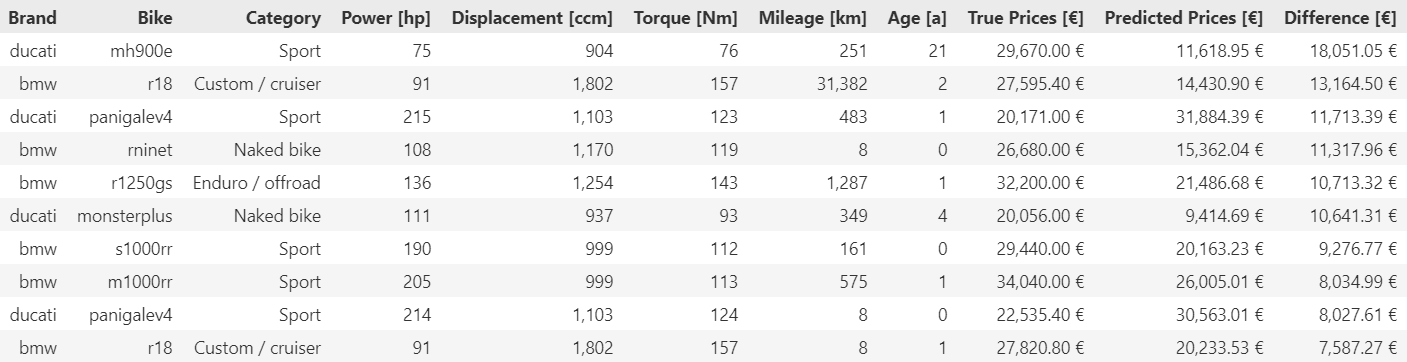 Brand Bike Category Power [hp] Displacement [ccm] Torque [Nm] Mileage [km] Age [a] True Prices [€] Predicted Prices [€] Difference [€]
ducati mh900e Sport 75 904 76 251 21 29,670.00 € 11,618.95 € 18,051.05 €
bmw r18 Custom / cruiser 91 1,802 157 31,382 2 27,595.40 € 14,430.90 € 13,164.50 €
ducati panigalev4 Sport 215 1,103 123 483 1 20,171.00 € 31,884.39 € 11,713.39 €
bmw rninet Naked bike 108 1,170 119 8 0 26,680.00 € 15,362.04 € 11,317.96 €
bmw r1250gs Enduro / offroad 136 1,254 143 1,287 1 32,200.00 € 21,486.68 € 10,713.32 €
ducati monsterplus Naked bike 111 937 93 349 4 20,056.00 € 9,414.69 € 10,641.31 €
bmw s1000rr Sport 190 999 112 161 0 29,440.00 € 20,163.23 € 9,276.77 €
bmw m1000rr Sport 205 999 113 575 1 34,040.00 € 26,005.01 € 8,034.99 €
ducati panigalev4 Sport 214 1,103 124 8 0 22,535.40 € 30,563.01 € 8,027.61 €
bmw r18 Custom / cruiser 91 1,802 157 8 1 27,820.80 € 20,233.53 € 7,587.27 €